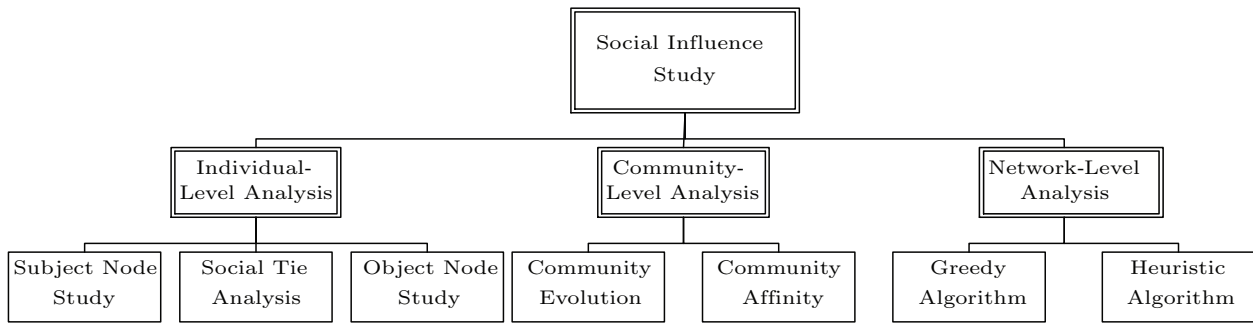 Social Influence
Study
Individual-
Level Analysis
Community-
Level Analysis
Network-Level
Analysis
Subject Node
Study
Social Tie
Analysis
Object Node
Study
Community
Evolution
Community
Affinity
Greedy
Algorithm
Heuristic
Algorithm